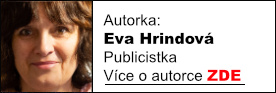 Autorka:
Eva Hrindová
Publicistka
Více o autorce ZDE